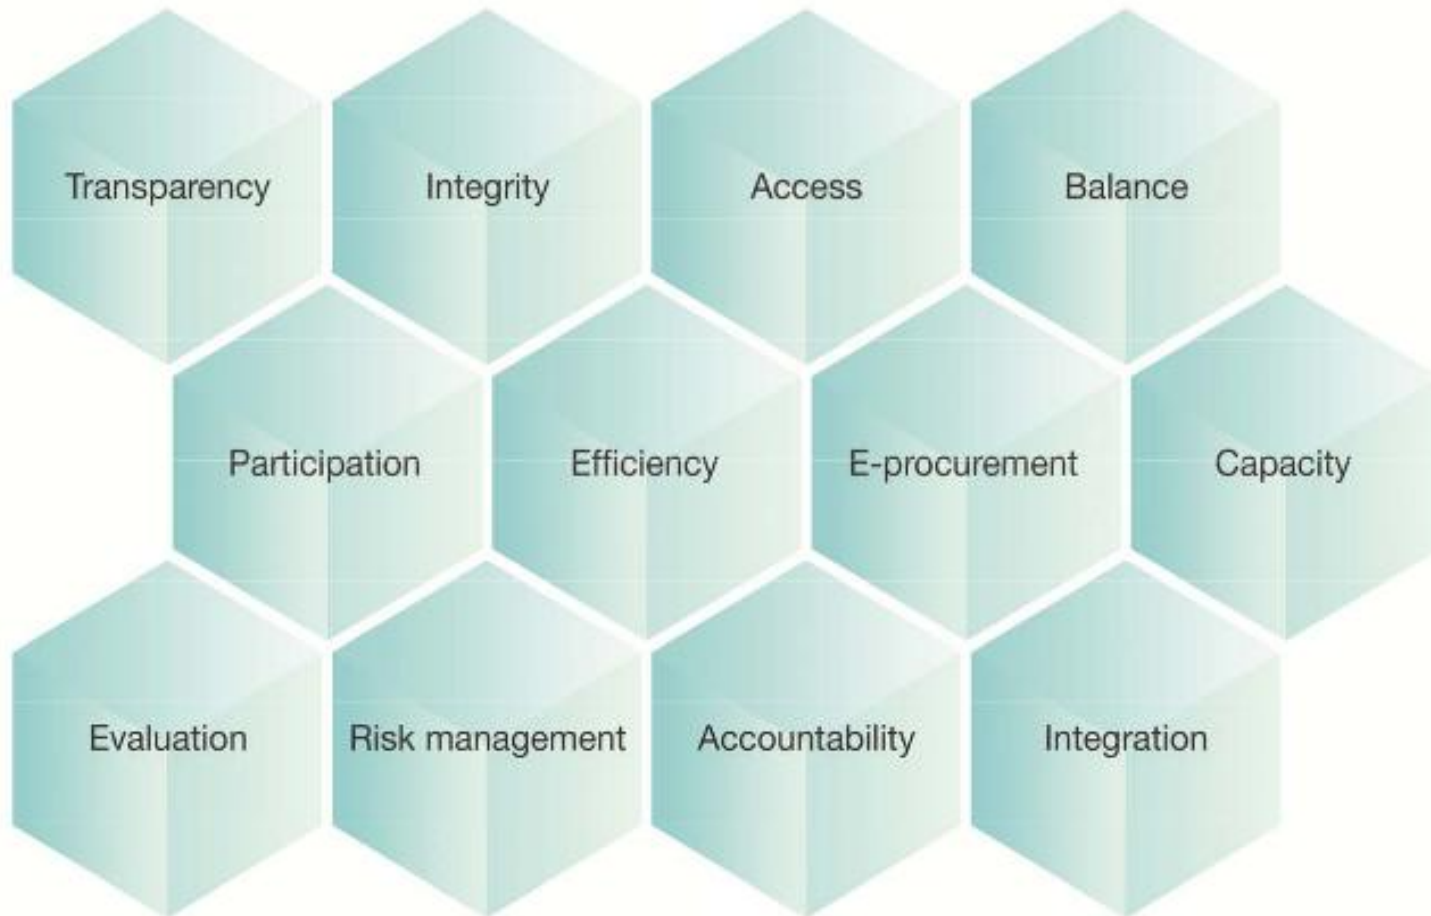 Transparency
Integrity
Access
Balance
Participation
Efficiency
E-procurement
Capacity
Evaluation
Risk management
Accountability
Integration